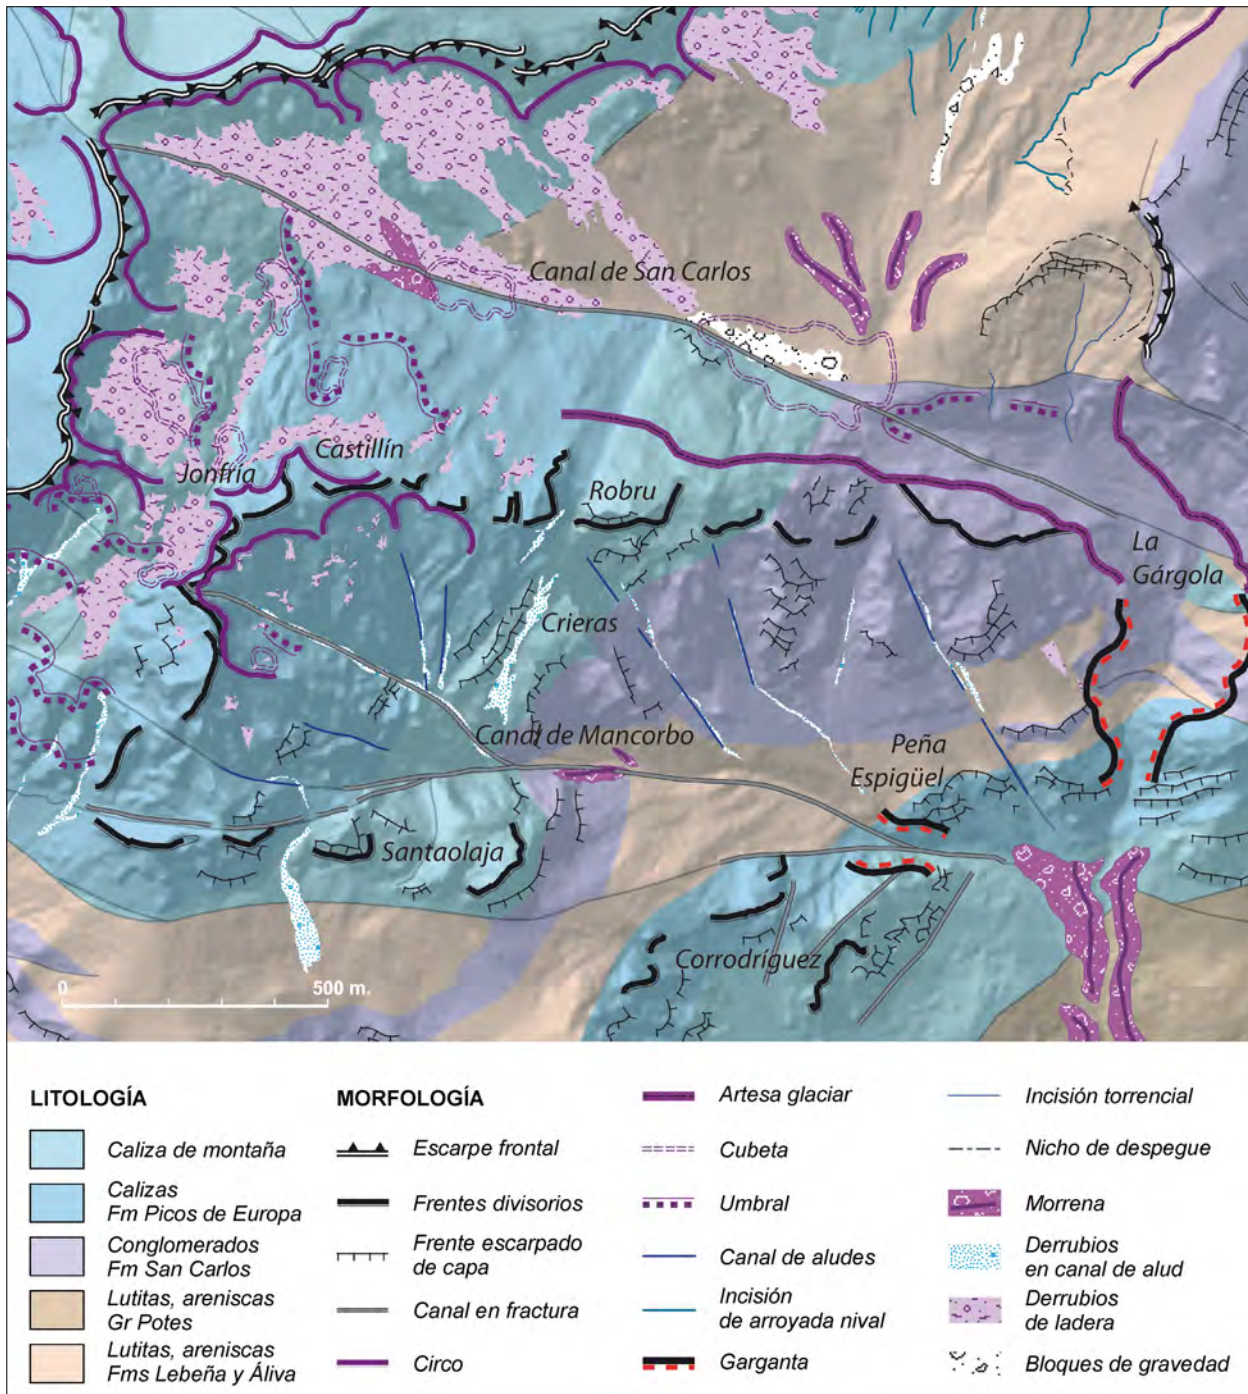 Canal de San Carlos
Castillín
Jonfría
Robru
La
Gárgola
Crieras
Canal de Mancorbo
Peña
Espigüel
Santaolaja
Corrodríguez
0 500 m.
LITOLOGÍA
Caliza de montaña
Calizas
Fm Picos de Europa
Conglomerados
Fm San Carlos
Lutitas, areniscas
Gr Potes
Lutitas, areniscas
Fms Lebeña y Áliva
MORFOLOGÍA
Escarpe frontal
Frentes divisorios
Frente escarpado
de capa
Canal en fractura
Circo
Artesa glaciar
Cubeta
Umbral
Canal de aludes
Incisión
de arroyada nival
Garganta
Incisión torrencial
Nicho de despegue
Morrena
Derrubios
en canal de alud
Derrubios
de ladera
Bloques de gravedad